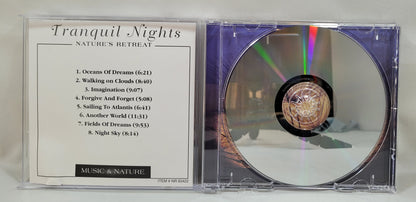 Tranquil Nights
NATURE'S RETREAT
1. Oceans Of Dreams (6:21)
2. Walking on Clouds (8:40)
3. Imagination (9:07)
4. Forgive And Forget (5:08)
5. Sailing To Atlantis (6:41)
6. Another World (11:31)
7. Fields Of Dreams (9:53)
8. Night Sky (8:14)
MUSIC & NATURE
ITEM # NR